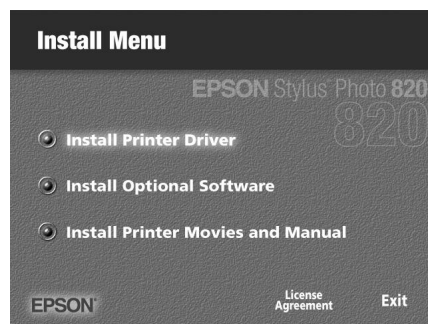 Install Menu
EPSON Stylus Photo 820
820
Install Printer Driver
Install Optional Software
Install Printer Movies and Manual
EPSON
License
Agreement
Exit